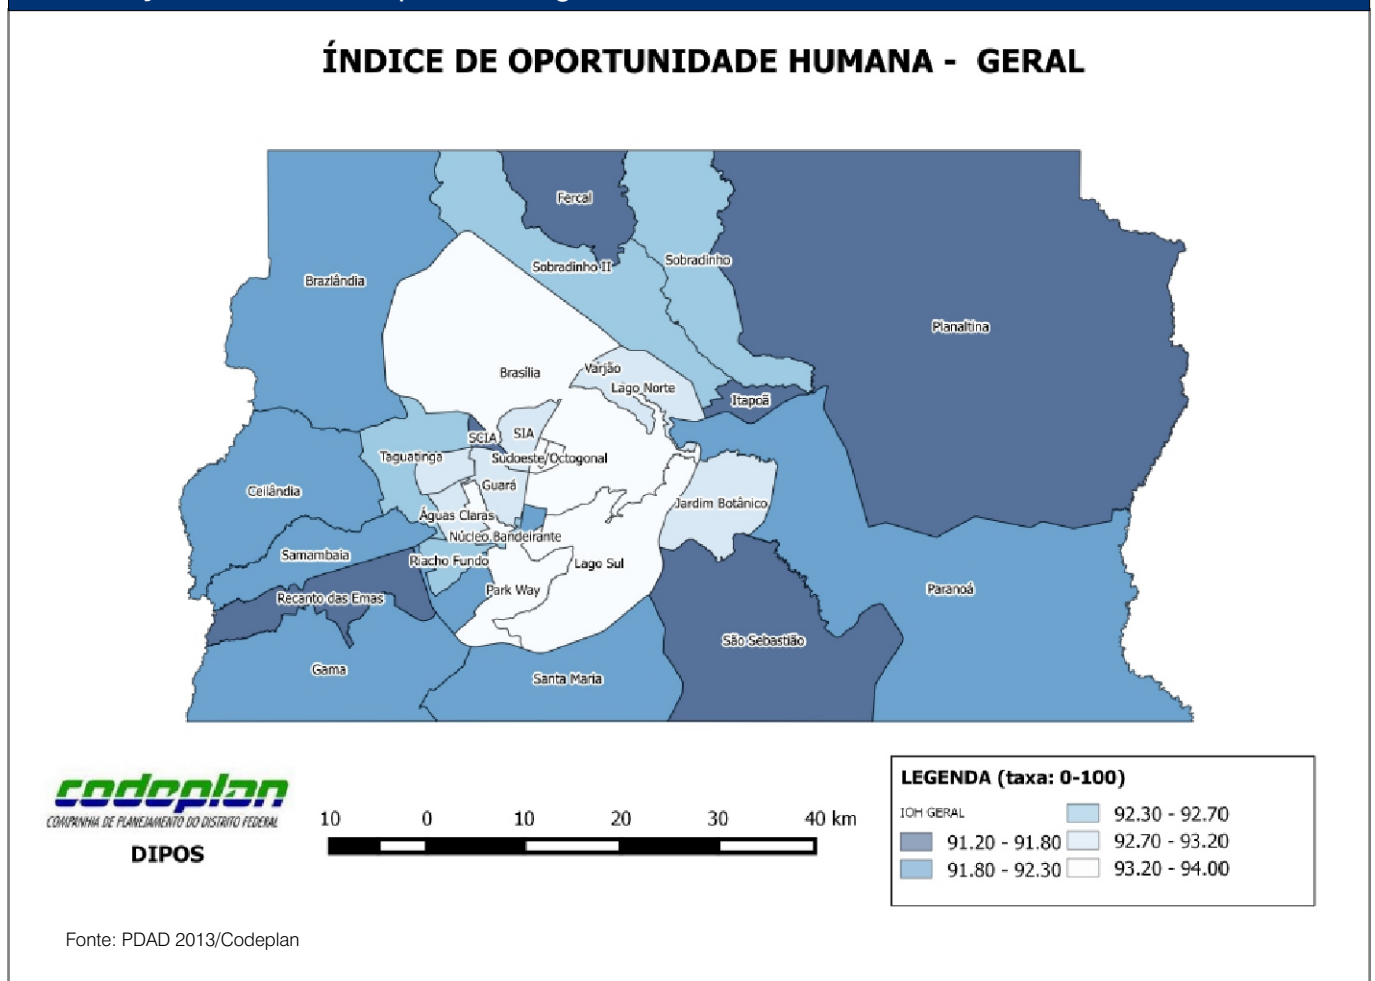 ÍNDICE DE OPORTUNIDADE HUMANA - GERAL
Fercal
Sobradinho II
Sobradinho
Brazlândia
Planaltina
Varjão
Brasília
Lago Norte
Itapoã
SCIA
SIA
Taguatinga
Sudoeste/Octogonal
Guará
Ceilândia
Jardim Botânico
Águas Claras
Núcleo Bandeirante
Samambaia
Riacho Fundo
Lago Sul
Park Way
Paranoá
Recanto das Emas
São Sebastião
Gama
Santa Maria
codeplan
COMPANHIA DE PLANEJAMENTO DO DISTRITO FEDERAL
DIPOS
10 0 10 20 30 40 km
LEGENDA (taxa: 0-100)
IOH GERAL
91.20 - 91.80
91.80 - 92.30
92.30 - 92.70
92.70 - 93.20
93.20 - 94.00
Fonte: PDAD 2013/Codeplan